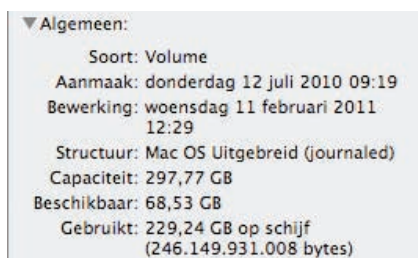 Algemeen:
Soort: Volume
Aanmaak: donderdag 12 juli 2010 09:19
Bewerking: woensdag 11 februari 2011
12:29
Structuur: Mac OS Uitgebreid (journaled)
Capaciteit: 297,77 GB
Beschikbaar: 68,53 GB
Gebruikt: 229,24 GB op schijf
(246.149.931.008 bytes)